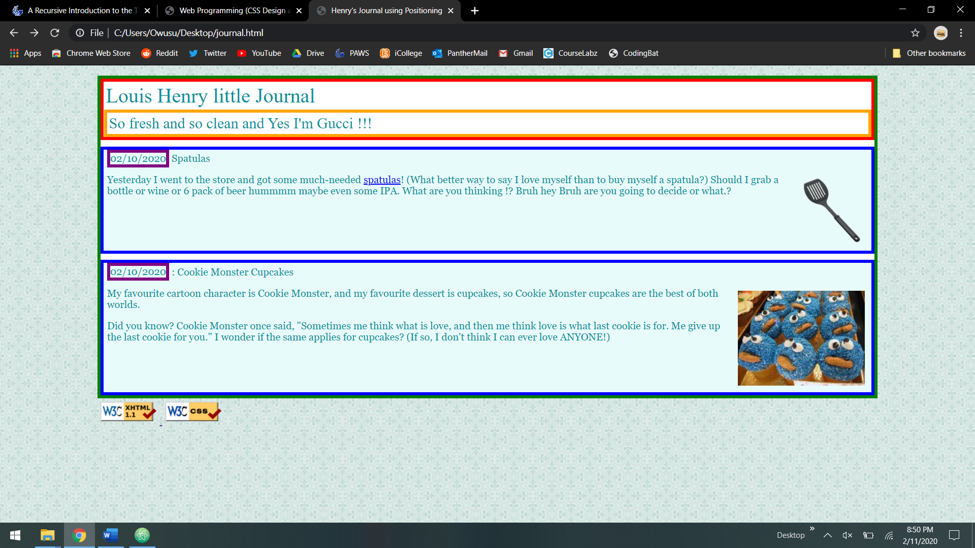 A Recursive Introduction to the T
Web Programming (CSS Design a
Henry's Journal using Positioning
File | C:/Users/Owusu/Desktop/journal.html
Apps Chrome Web Store Reddit Twitter YouTube Drive PAWS iCollege PantherMail Gmail CourseLabz CodingBat Other bookmarks
Louis Henry little Journal
So fresh and so clean and Yes I'm Gucci !!!
02/10/2020 Spatulas
Yesterday I went to the store and got some much-needed spatulas! (What better way to say I love myself than to buy myself a spatula?) Should I grab a
bottle or wine or 6 pack of beer hummmm maybe even some IPA. What are you thinking !? Bruh hey Bruh are you going to decide or what.?
02/10/2020 : Cookie Monster Cupcakes
My favourite cartoon character is Cookie Monster, and my favourite dessert is cupcakes, so Cookie Monster cupcakes are the best of both
worlds.
Did you know? Cookie Monster once said, "Sometimes me think what is love, and then me think love is what last cookie is for. Me give up
the last cookie for you." I wonder if the same applies for cupcakes? (If so, I don't think I can ever love ANYONE!)
W3C XHTML 1.1 W3C css
Desktop
8:50 PM
2/11/2020